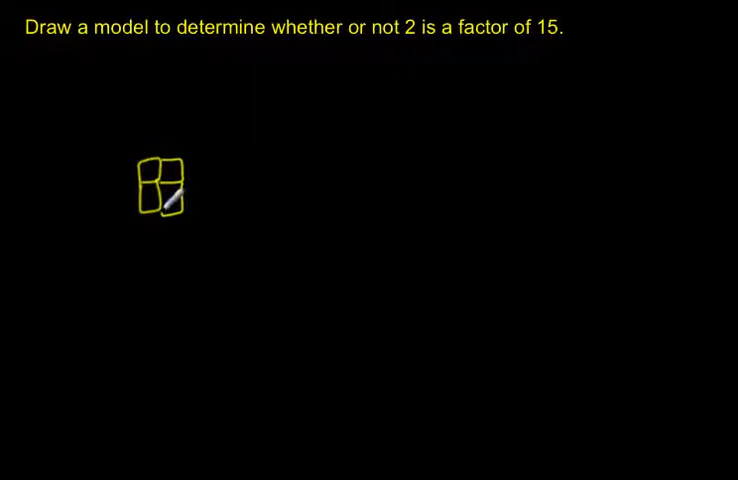 Draw a model to determine whether or not 2 is a factor of 15.